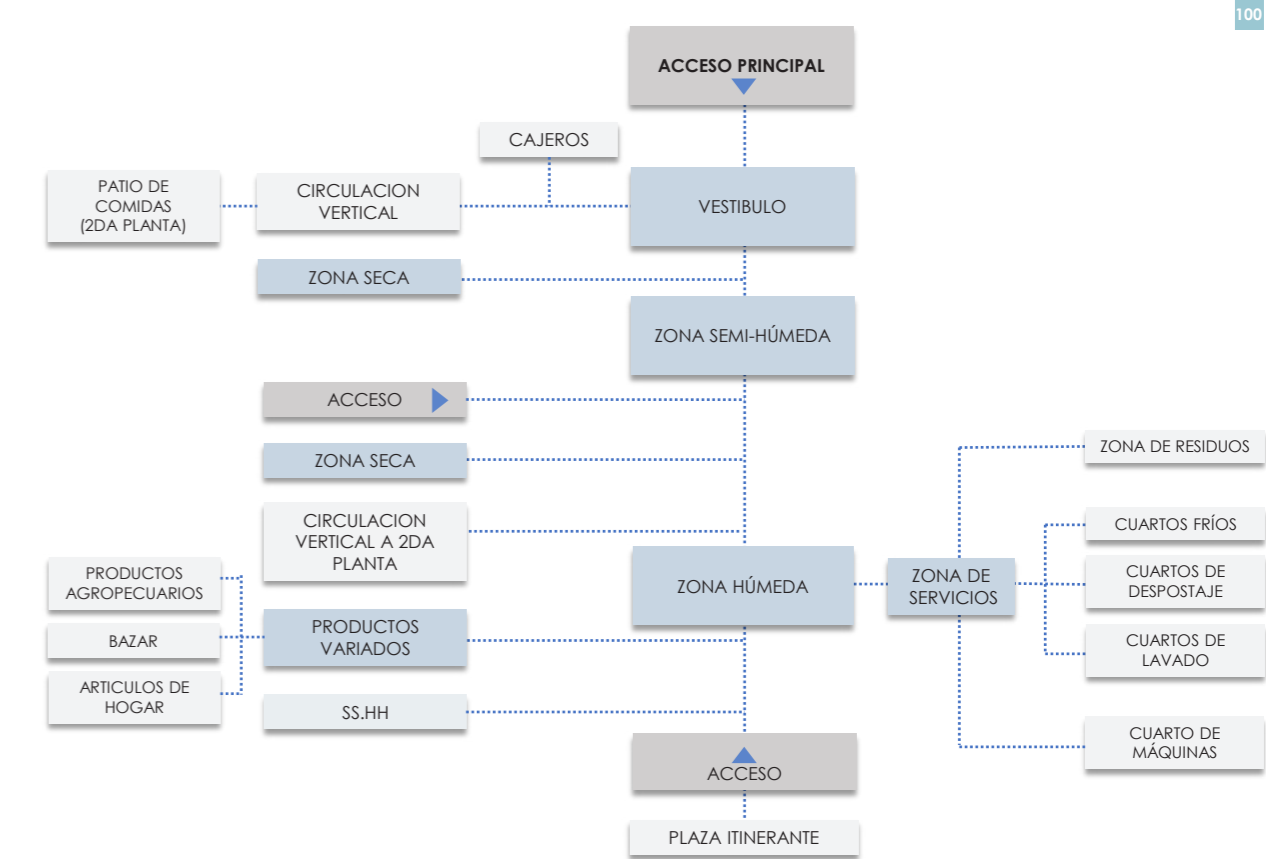 100
ACCESO PRINCIPAL
CAJEROS
PATIO DE
COMIDAS
(2DA PLANTA)
CIRCULACION
VERTICAL
VESTIBULO
ZONA SECA
ZONA SEMI-HÚMEDA
ACCESO
ZONA SECA
CIRCULACION
VERTICAL A 2DA
PLANTA
ZONA HÚMEDA
ZONA DE
SERVICIOS
ZONA DE RESIDUOS
CUARTOS FRÍOS
CUARTOS DE
DESPOSTAJE
CUARTOS DE
LAVADO
CUARTO DE
MÁQUINAS
PRODUCTOS
AGROPECUARIOS
BAZAR
ARTICULOS DE
HOGAR
PRODUCTOS
VARIADOS
SS.HH
ACCESO
PLAZA ITINERANTE